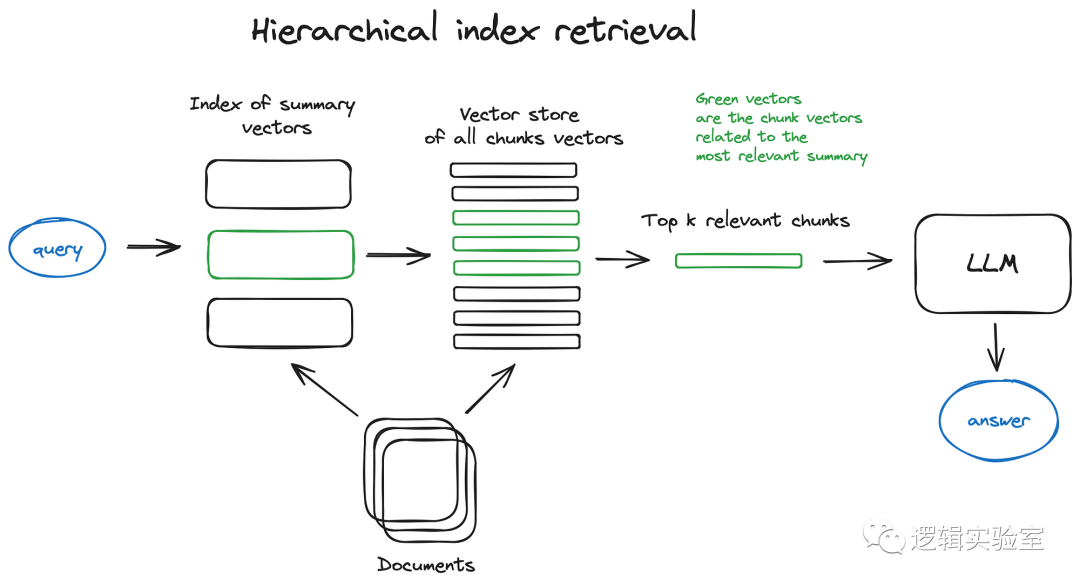 Hierarchical index retrieval
Index of summary
vectors
Vector store
of all chunks vectors
Green vectors
are the chunk vectors
related to the
most relevant summary
query
Top k relevant chunks
LLM
answer
Documents
逻辑实验室